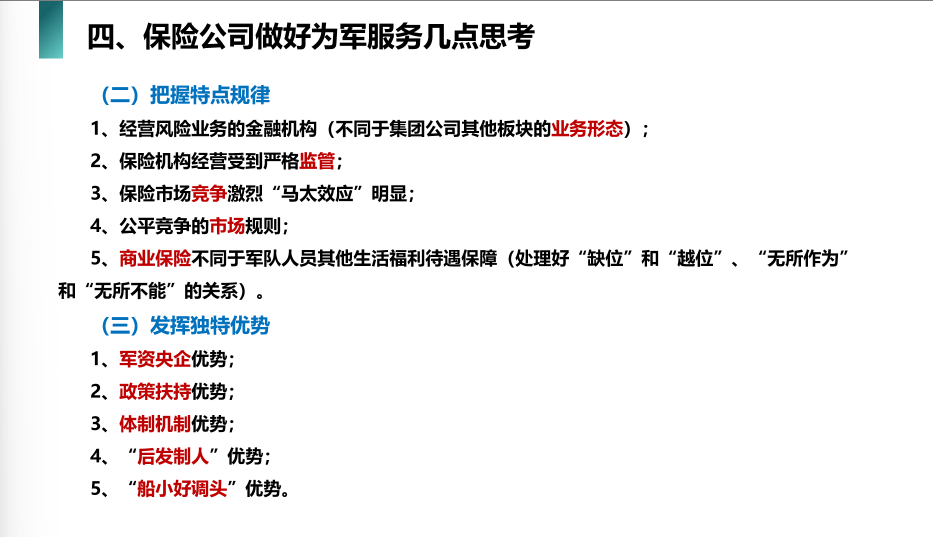 四、保险公司做好为军服务几点思考
（二）把握特点规律
1、经营风险业务的金融机构（不同于集团公司其他板块的业务形态）；
2、保险机构经营受到严格监管；
3、保险市场竞争激烈“马太效应”明显；
4、公平竞争的市场规则；
5、商业保险不同于军队人员其他生活福利待遇保障（处理好“缺位”和“越位”、“无所作为”
和“无所不能”的关系）。
（三）发挥独特优势
1、军资央企优势；
2、政策扶持优势；
3、体制机制优势；
4、“后发制人”优势；
5、“船小好调头”优势。